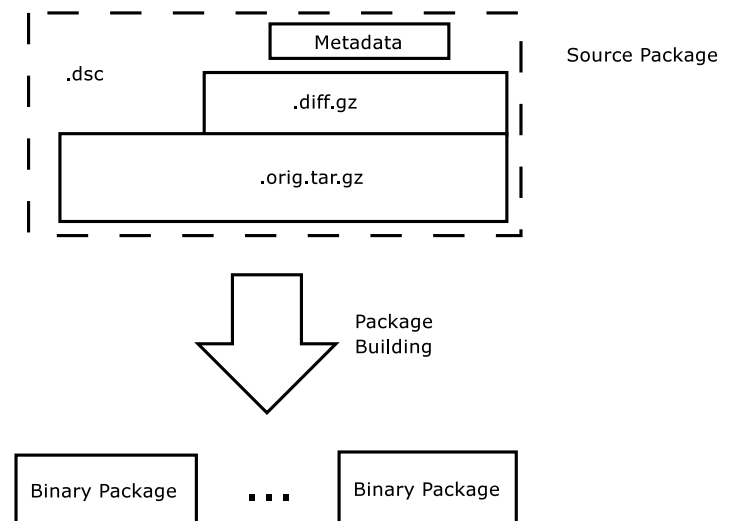 Metadata
Source Package
.dsc
.diff.gz
.orig.tar.gz
Package
Building
Binary Package
...
Binary Package